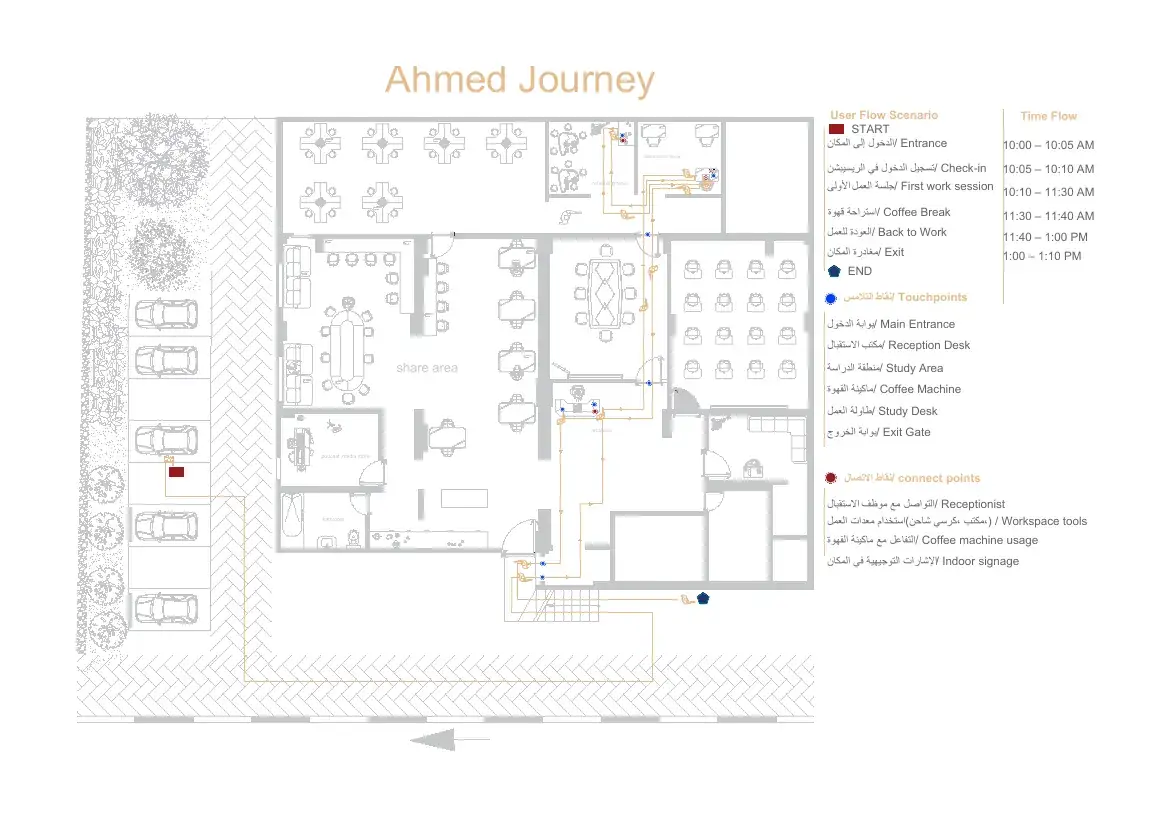 Ahmed Journey
User Flow Scenario
START
الدخول إلى المكان/ Entrance
تسجيل الدخول في الريسبيشن/ Check-in
جلسة العمل الأولى/ First work session
استراحة قهوة/ Coffee Break
العودة للعمل/ Back to Work
مغادرة المكان/ Exit
END
Time Flow
10:00 – 10:05 AM
10:05 – 10:10 AM
10:10 – 11:30 AM
11:30 – 11:40 AM
11:40 – 1:00 PM
1:00 – 1:10 PM
نقاط التلامس/ Touchpoints
بوابة الدخول/ Main Entrance
مكتب الاستقبال/ Reception Desk
منطقة الدراسة/ Study Area
ماكينة القهوة/ Coffee Machine
طاولة العمل/ Study Desk
بوابة الخروج/ Exit Gate
نقاط الاتصال/ connect points
التواصل مع موظف الاستقبال/ Receptionist
استخدام معدات العمل(مكتب، كرسي شاحن،) / Workspace tools
التفاعل مع ماكينة القهوة/ Coffee machine usage
الإشارات التوجيهية في المكان/ Indoor signage
share area